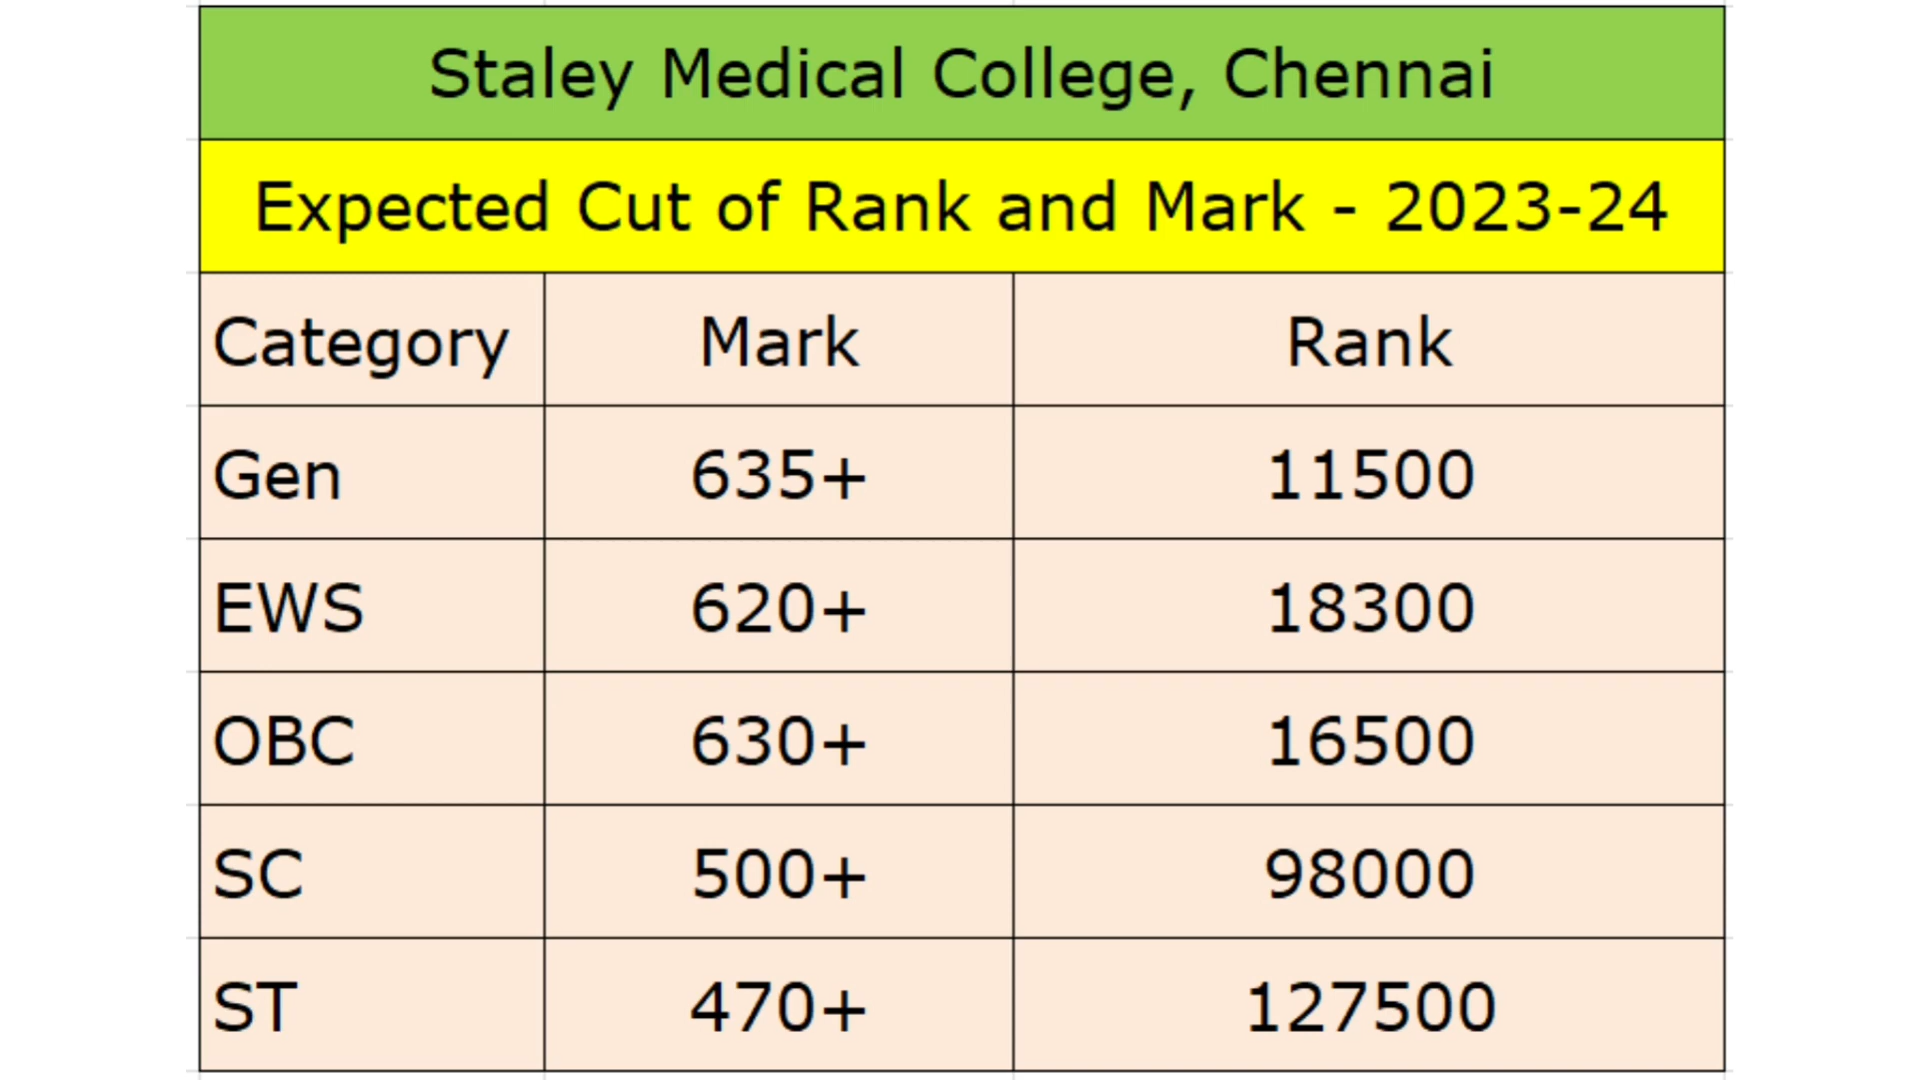 Staley Medical College, Chennai
Expected Cut of Rank and Mark - 2023-24
Category Mark Rank
Gen 635+ 11500
EWS 620+ 18300
OBC 630+ 16500
SC 500+ 98000
ST 470+ 127500